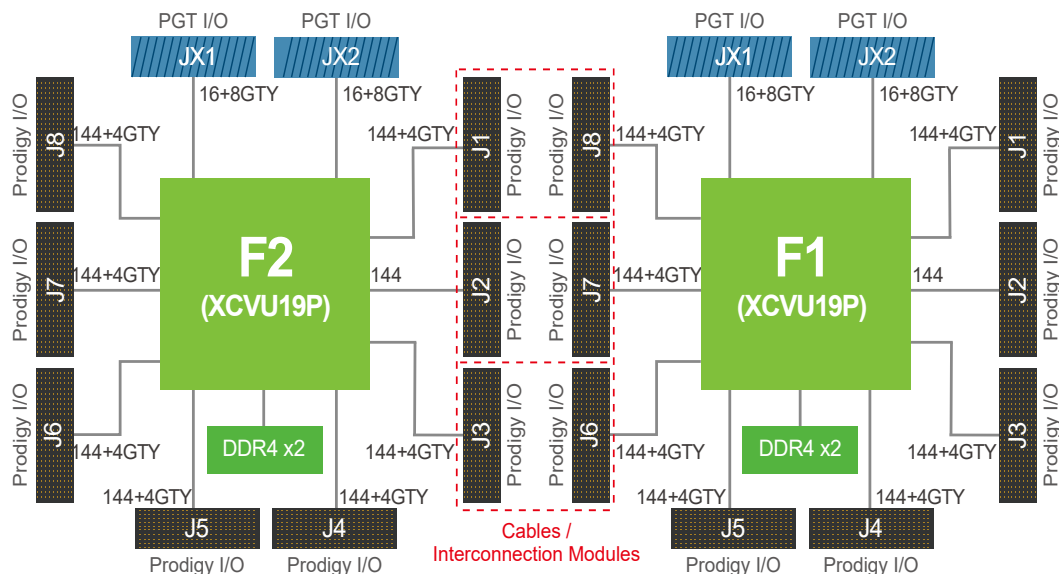 PGT I/O
PGT I/O
PGT I/O
PGT I/O
JX1
JX2
JX1
JX2
16+8GTY
16+8GTY
16+8GTY
16+8GTY
Prodigy I/O
J8
144+4GTY
144+4GTY
J1
Prodigy I/O
Prodigy I/O
J8
144+4GTY
144+4GTY
J1
Prodigy I/O
F2
(XCVU19P)
F1
(XCVU19P)
Prodigy I/O
J7
144+4GTY
144
J2
Prodigy I/O
Prodigy I/O
J7
144+4GTY
144
J2
Prodigy I/O
Prodigy I/O
J6
144+4GTY
144+4GTY
J3
Prodigy I/O
Prodigy I/O
J6
144+4GTY
144+4GTY
J3
Prodigy I/O
DDR4 x2
DDR4 x2
144+4GTY
144+4GTY
144+4GTY
144+4GTY
J5
J4
J5
J4
Prodigy I/O
Prodigy I/O
Prodigy I/O
Prodigy I/O
Cables /
Interconnection Modules